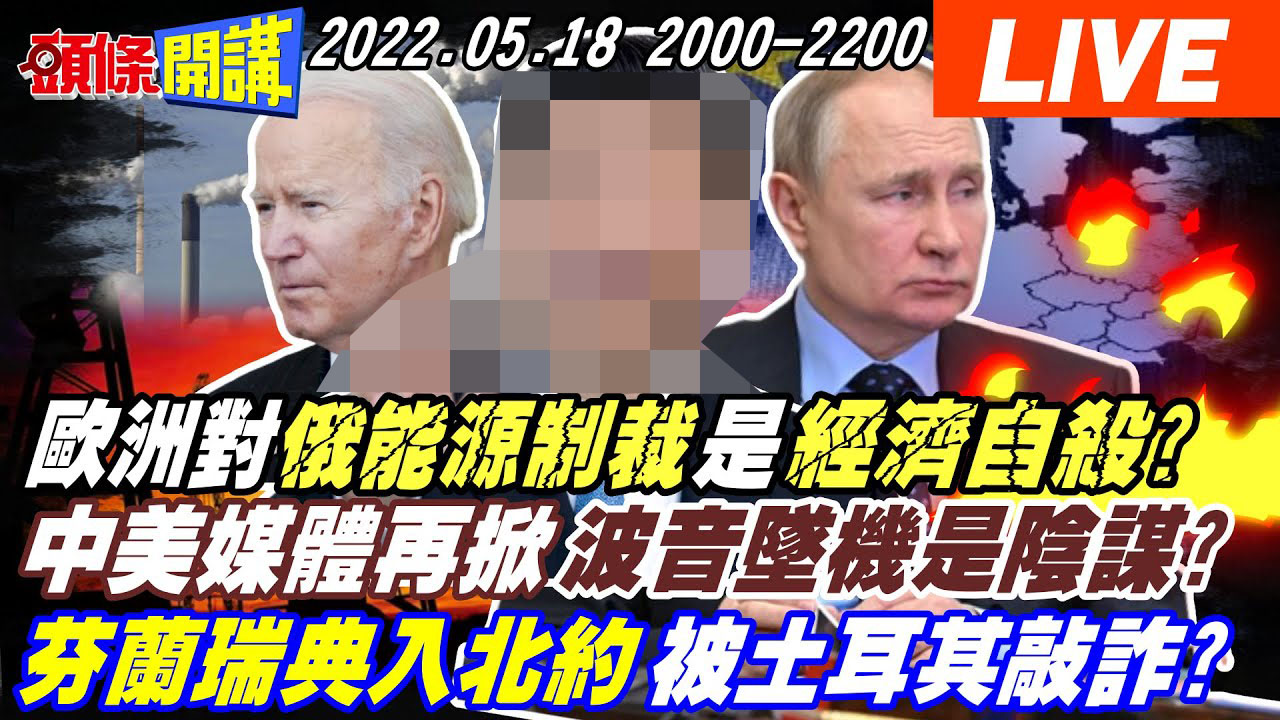 頭條開講 2022.05.18 2000-2200 LIVE
歐洲對俄能源制裁是經濟自殺?
中美媒體再掀 波音墜機是陰謀?
芬蘭瑞典入北約 被土耳其敲詐?